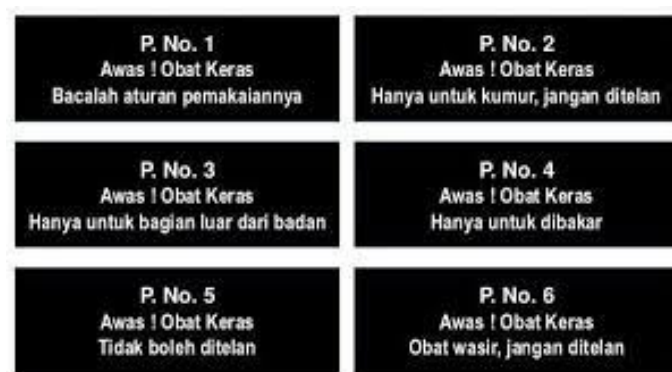 P. No. 1
Awas ! Obat Keras
Bacalah aturan pemakaiannya
P. No. 2
Awas ! Obat Keras
Hanya untuk kumur, jangan ditelan
P. No. 3
Awas ! Obat Keras
Hanya untuk bagian luar dari badan
P. No. 4
Awas ! Obat Keras
Hanya untuk dibakar
P. No. 5
Awas ! Obat Keras
Tidak boleh ditelan
P. No. 6
Awas ! Obat Keras
Obat wasir, jangan ditelan